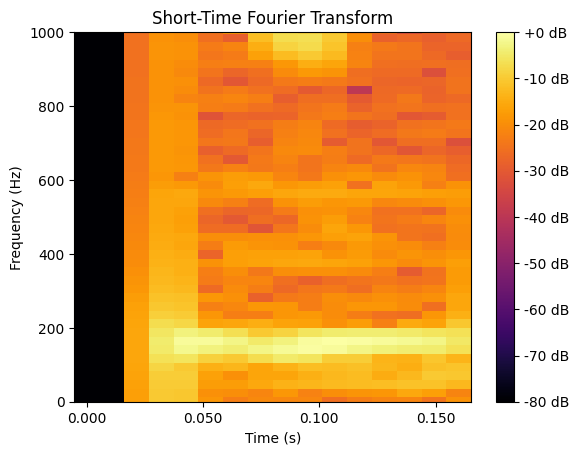 Short-Time Fourier Transform
1000
800
600
400
200
0
Frequency (Hz)
0.000
0.050
0.100
0.150
Time (s)
+0 dB
-10 dB
-20 dB
-30 dB
-40 dB
-50 dB
-60 dB
-70 dB
-80 dB